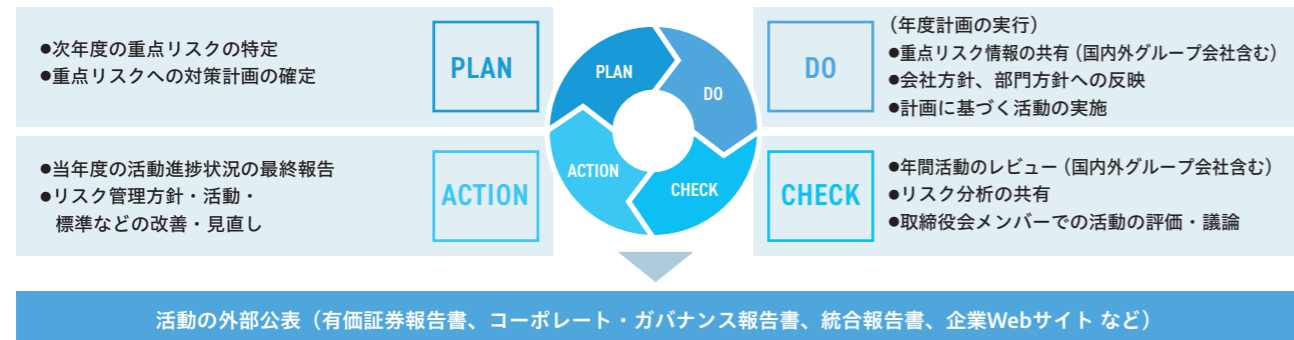 ●次年度の重点リスクの特定
●重点リスクへの対策計画の確定
PLAN
PLAN
DO
DO
(年度計画の実行)
●重点リスク情報の共有(国内外グループ会社含む)
●会社方針、部門方針への反映
●計画に基づく活動の実施
●当年度の活動進捗状況の最終報告
●リスク管理方針・活動・
標準などの改善・見直し
ACTION
ACTION
CHECK
CHECK
●年間活動のレビュー(国内外グループ会社含む)
●リスク分析の共有
●取締役会メンバーでの活動の評価・議論
活動の外部公表(有価証券報告書、コーポレート・ガバナンス報告書、統合報告書、企業Webサイト など)